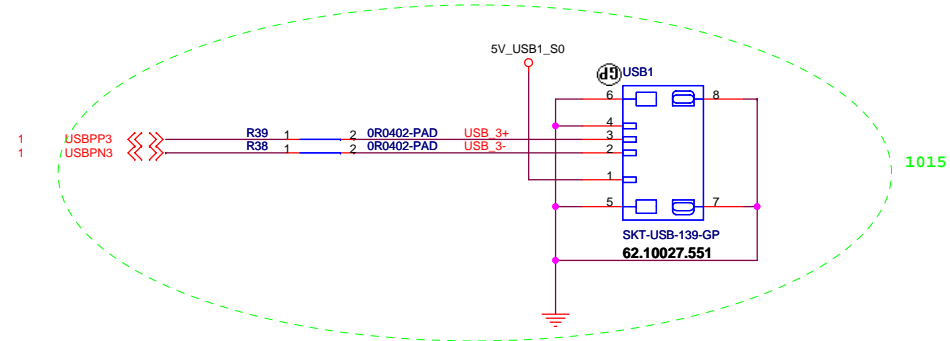 5V_USB1_S0
GP USB1
6 8
4
1 USBPP3 R39 1 2 0R0402-PAD USB_3+ 3
1 USBPN3 R38 1 2 0R0402-PAD USB_3- 2
1015
1
5 7
SKT-USB-139-GP
62.10027.551